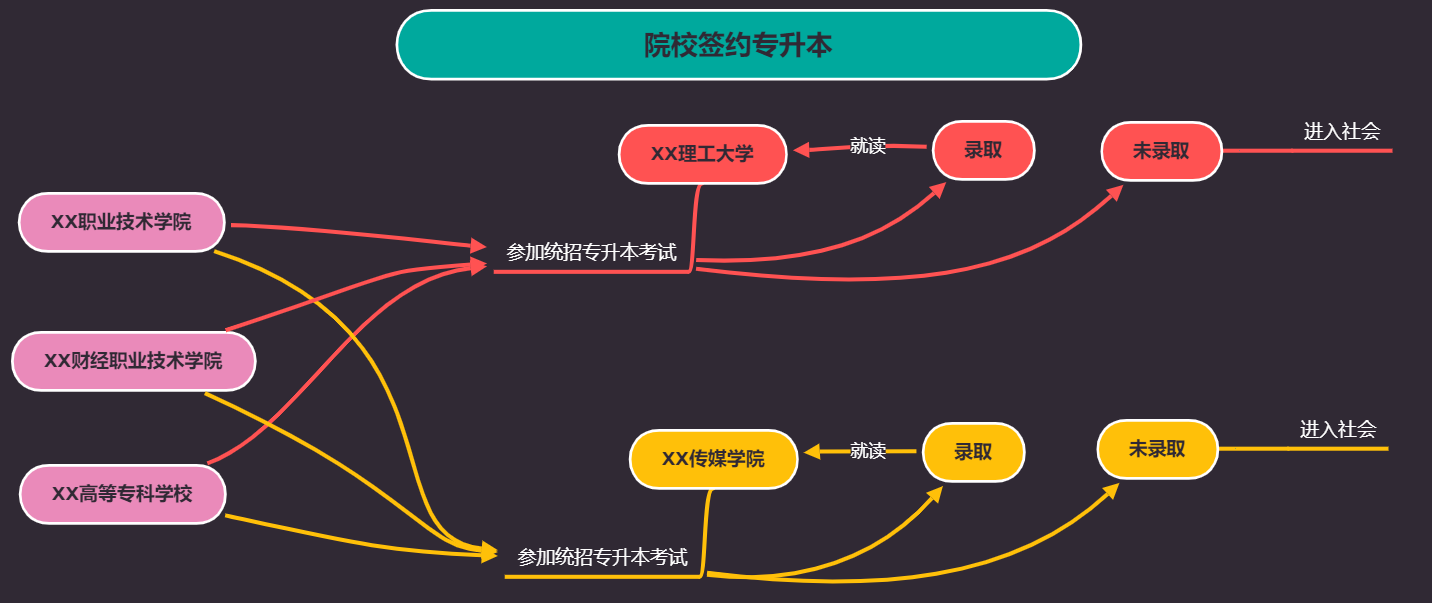 院校签约专升本
进入社会
XX理工大学
就读
录取
未录取
XX职业技术学院
参加统招专升本考试
XX财经职业技术学院
进入社会
XX传媒学院
就读
录取
未录取
XX高等专科学校
参加统招专升本考试